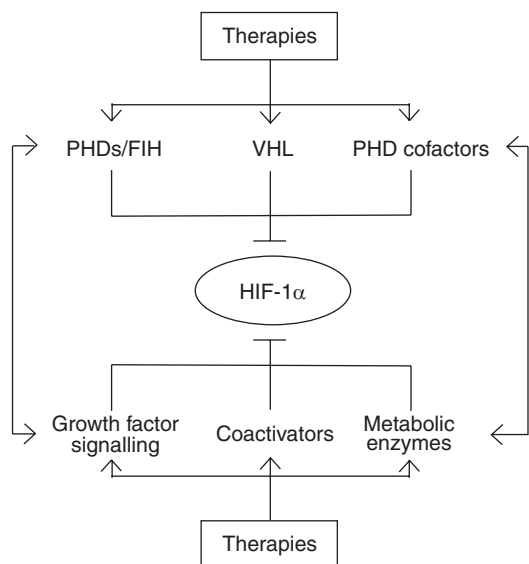 Therapies
PHDs/FIH VHL PHD cofactors
HIF-1α
Growth factor signalling
Coactivators
Metabolic enzymes
Therapies